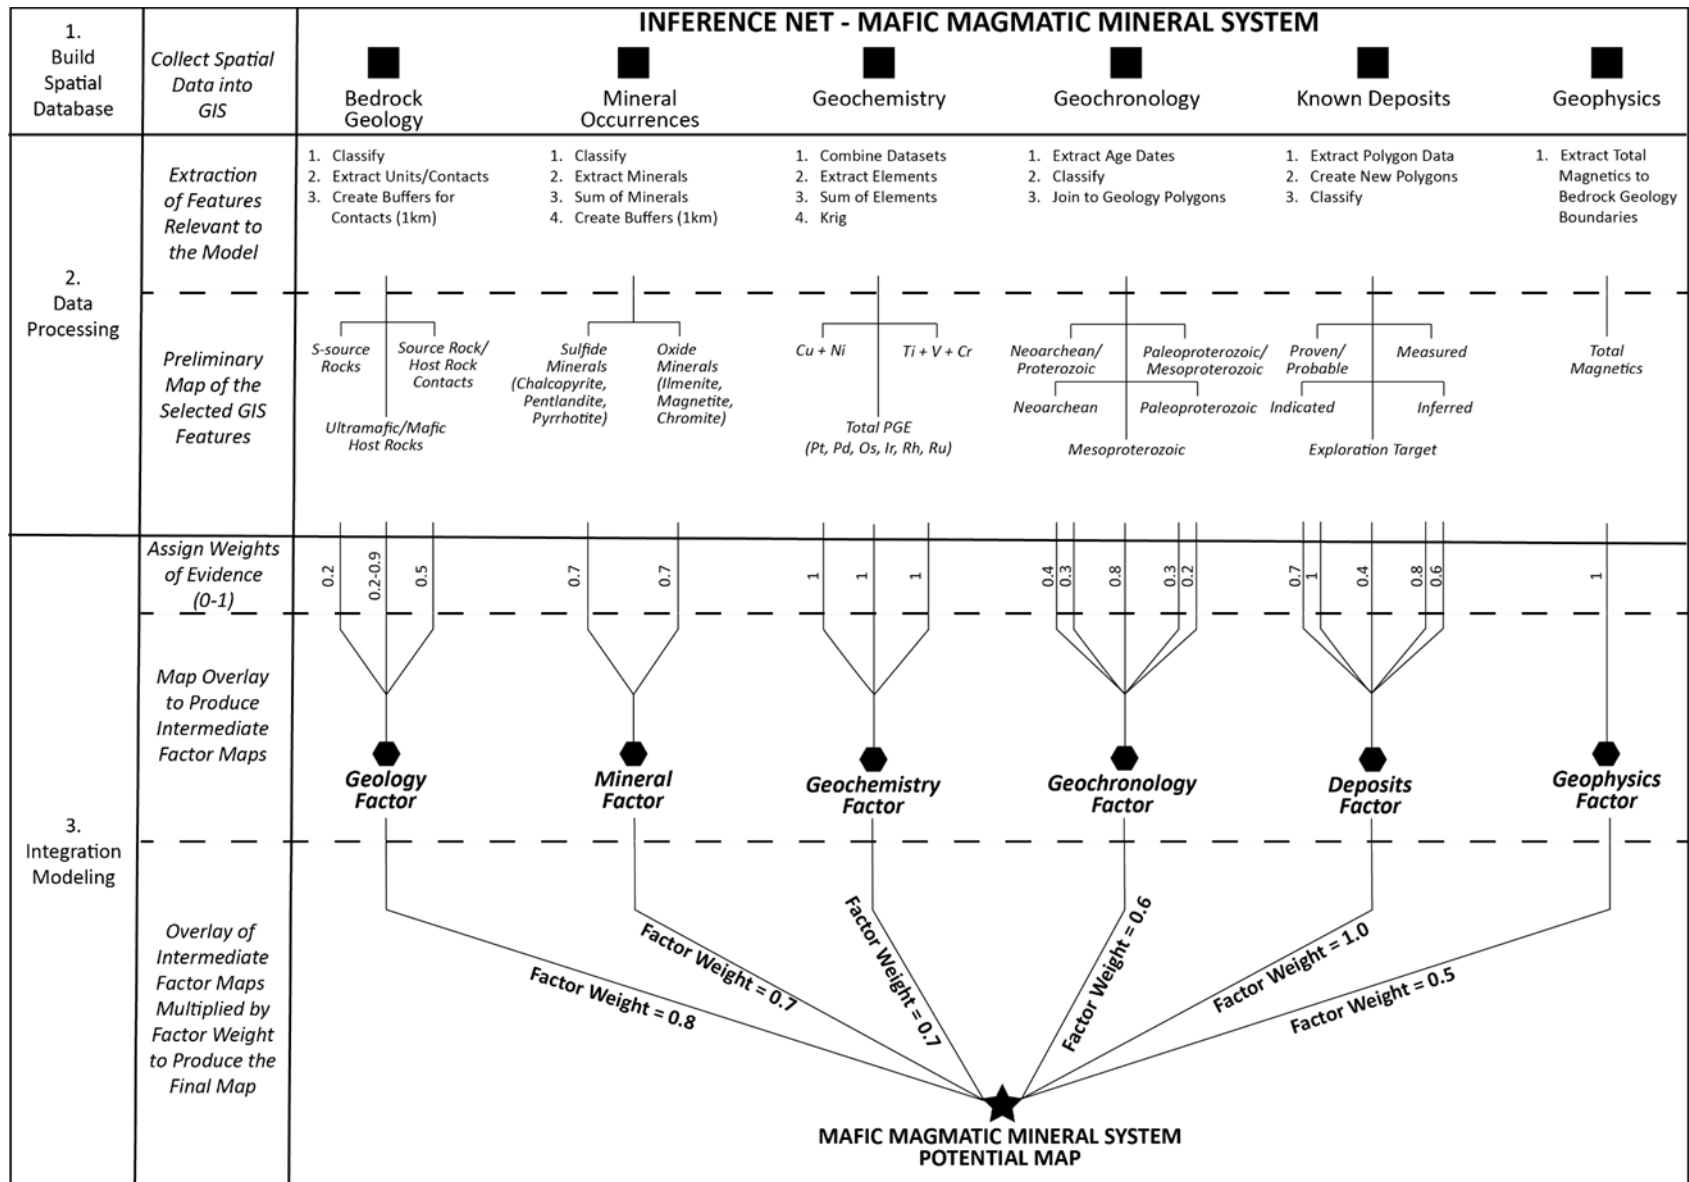 INFERENCE NET - MAFIC MAGMATIC MINERAL SYSTEM
1.
Build
Spatial
Database
Collect Spatial
Data into
GIS
Bedrock
Geology
Mineral
Occurrences
Geochemistry
Geochronology
Known Deposits
Geophysics
2.
Data
Processing
Extraction
of Features
Relevant to
the Model
1. Classify
2. Extract Units/Contacts
3. Create Buffers for
Contacts (1km)
1. Classify
2. Extract Minerals
3. Sum of Minerals
4. Create Buffers (1km)
1. Combine Datasets
2. Extract Elements
3. Sum of Elements
4. Krig
1. Extract Age Dates
2. Classify
3. Join to Geology Polygons
1. Extract Polygon Data
2. Create New Polygons
3. Classify
1. Extract Total
Magnetics to
Bedrock Geology
Boundaries
Preliminary
Map of the
Selected GIS
Features
S-source
Rocks
Source Rock/
Host Rock
Contacts
Ultramafic/Mafic
Host Rocks
Sulfide
Minerals
(Chalcopyrite,
Pentlandite,
Pyrrhotite)
Oxide
Minerals
(Ilmenite,
Magnetite,
Chromite)
Cu + Ni
Ti + V + Cr
Total PGE
(Pt, Pd, Os, Ir, Rh, Ru)
Neoarchean/
Proterozoic
Paleoproterozoic/
Mesoproterozoic
Neoarchean
Paleoproterozoic
Mesoproterozoic
Proven/
Probable
Measured
Indicated
Inferred
Exploration Target
Total
Magnetics
3.
Integration
Modeling
Assign Weights
of Evidence
(0-1)
0.2
0.2-0.9
0.5
0.7
0.7
1
1
1
0.4
0.3
0.8
0.3
0.2
0.7
1
0.4
0.8
0.6
1
Map Overlay
to Produce
Intermediate
Factor Maps
Geology
Factor
Mineral
Factor
Geochemistry
Factor
Geochronology
Factor
Deposits
Factor
Geophysics
Factor
Overlay of
Intermediate
Factor Maps
Multiplied by
Factor Weight
to Produce the
Final Map
Factor Weight = 0.8
Factor Weight = 0.7
Factor Weight = 0.7
Factor Weight = 0.6
Factor Weight = 1.0
Factor Weight = 0.5
MAFIC MAGMATIC MINERAL SYSTEM
POTENTIAL MAP